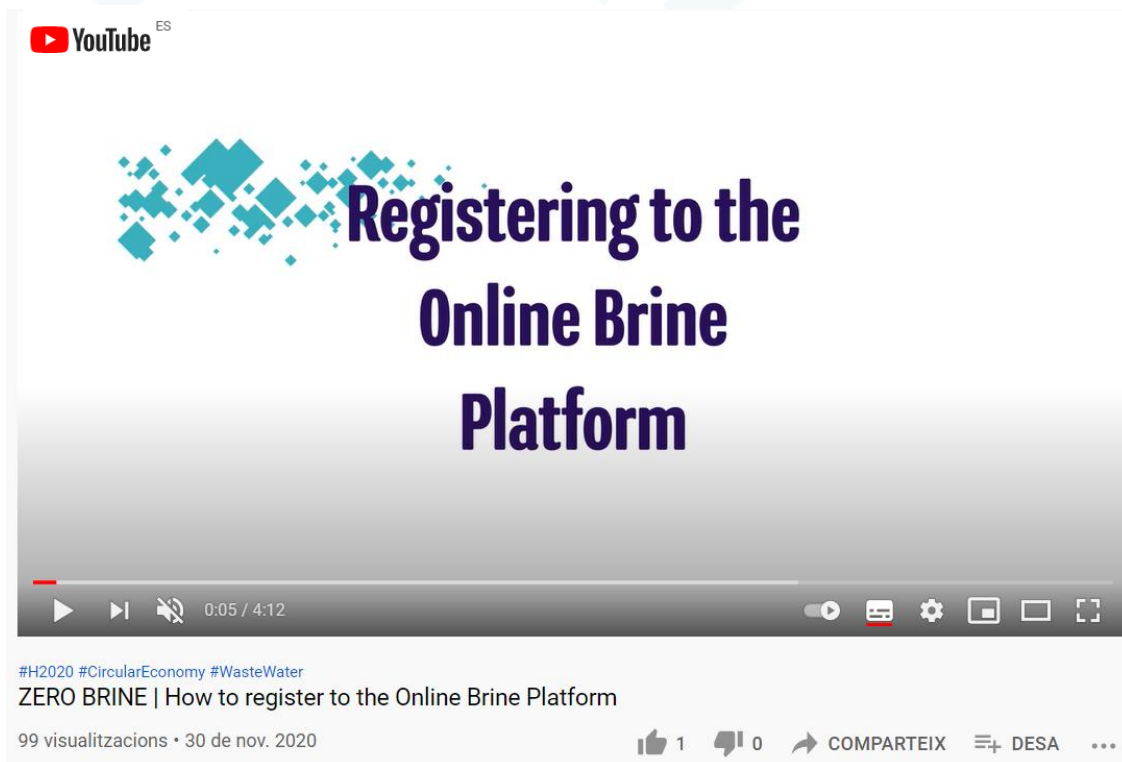 YouTube ES
Registering to the
Online Brine
Platform
0:05 / 4:12
#H2020 #CircularEconomy #WasteWater
ZERO BRINE | How to register to the Online Brine Platform
99 visualitzacions • 30 de nov. 2020
1 0 COMPARTEIX DESA